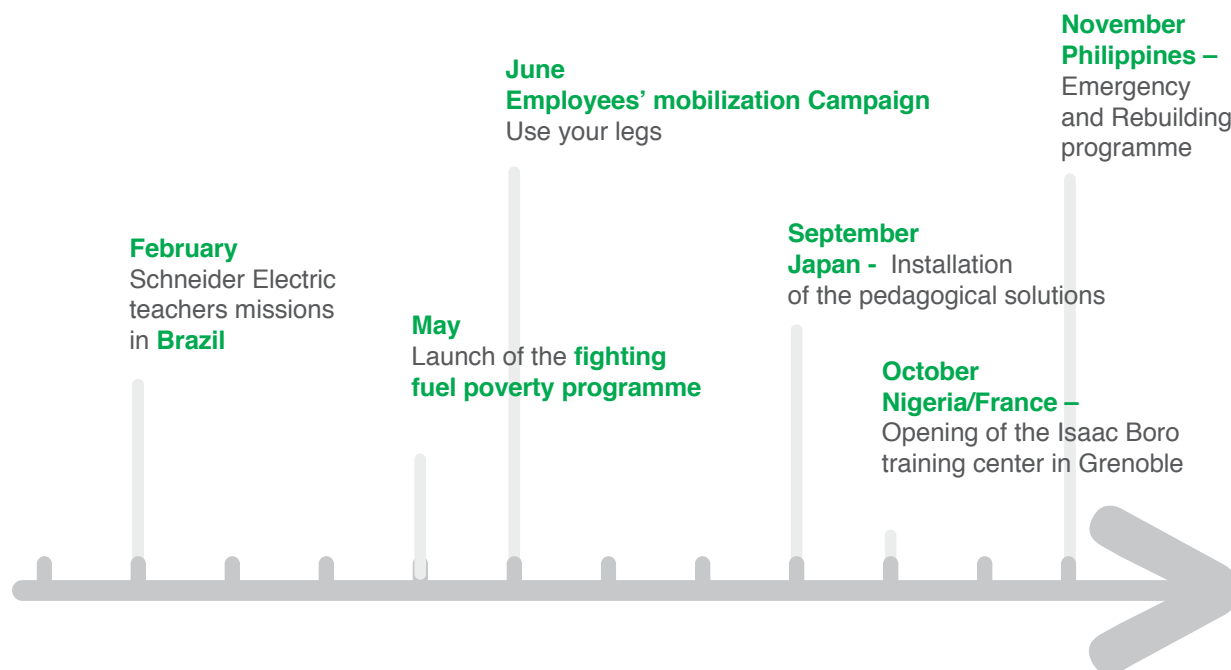 February
Schneider Electric
teachers missions
in Brazil
May
Launch of the fighting
fuel poverty programme
June
Employees’ mobilization Campaign
Use your legs
September
Japan - Installation
of the pedagogical solutions
October
Nigeria/France –
Opening of the Isaac Boro
training center in Grenoble
November
Philippines –
Emergency
and Rebuilding
programme